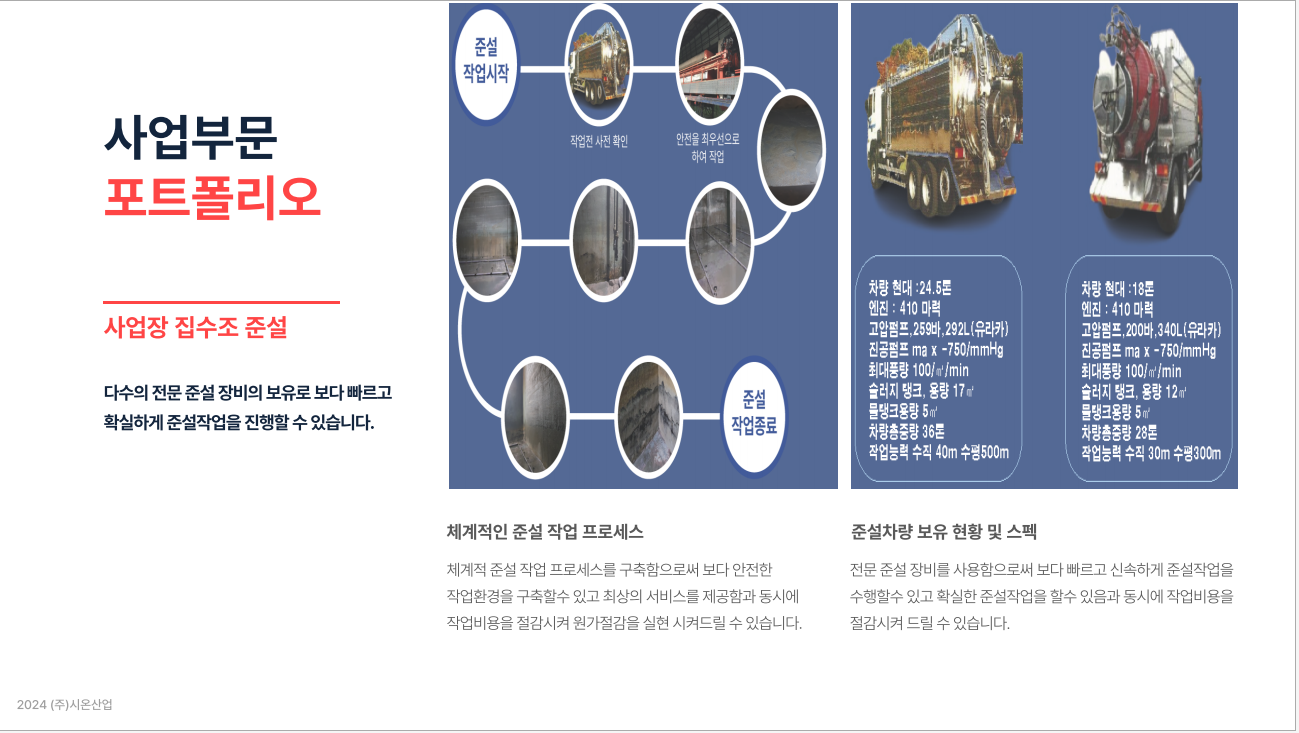 사업부문
포트폴리오
사업장 집수조 준설
다수의 전문 준설 장비의 보유로 보다 빠르고
확실하게 준설작업을 진행할 수 있습니다.
준설
작업시작
작업전 사전 확인
안전을 최우선으로
하여 작업
준설
작업종료
차량 현대 :24.5톤
엔진 : 410 마력
고압펌프,259바,292L(유라카)
진공펌프 ma x -750/mmHg
최대풍량 100/㎥/min
슬러지 탱크, 용량 17㎥
물탱크용량 5㎥
차량총중량 36톤
작업능력 수직 40m 수평500m
차량 현대 :18톤
엔진 : 410 마력
고압펌프,200바,340L(유라카)
진공펌프 ma x -750/mmHg
최대풍량 100/㎥/min
슬러지 탱크, 용량 12㎥
물탱크용량 5㎥
차량총중량 28톤
작업능력 수직 30m 수평300m
체계적인 준설 작업 프로세스
체계적 준설 작업 프로세스를 구축함으로써 보다 안전한
작업환경을 구축할수 있고 최상의 서비스를 제공함과 동시에
작업비용을 절감시켜 원가절감을 실현 시켜드릴 수 있습니다.
준설차량 보유 현황 및 스펙
전문 준설 장비를 사용함으로써 보다 빠르고 신속하게 준설작업을
수행할수 있고 확실한 준설작업을 할수 있음과 동시에 작업비용을
절감시켜 드릴 수 있습니다.
2024 (주)시온산업